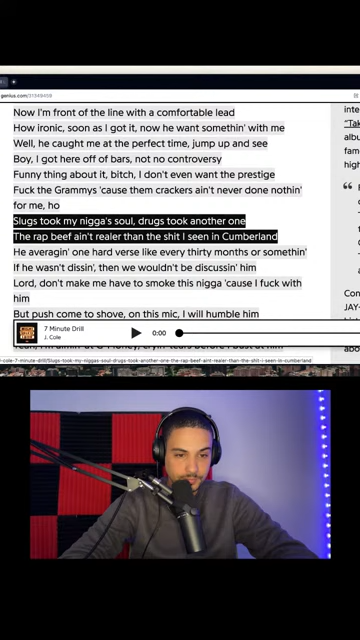 genius.com/31349459
Now I'm front of the line with a comfortable lead
How ironic, soon as I got it, now he want somethin' with me
Well, he caught me at the perfect time, jump up and see
Boy, I got here off of bars, not no controversy
Funny thing about it, bitch, I don't even want the prestige
Fuck the Grammys 'cause them crackers ain't never done nothin'
for me, ho
Slugs took my nigga's soul, drugs took another one
The rap beef ain't realer than the shit I seen in Cumberland
He averagin' one hard verse like every thirty months or somethin'
If he wasn't dissin', then we wouldn't be discussin' him
Lord, don't make me have to smoke this nigga 'cause I fuck with
him
But push come to shove, on this mic, I will humble him
7 Minute Drill
J. Cole
0:00
inte
"Tak
albu
famo
high
Con
JAY-
abo